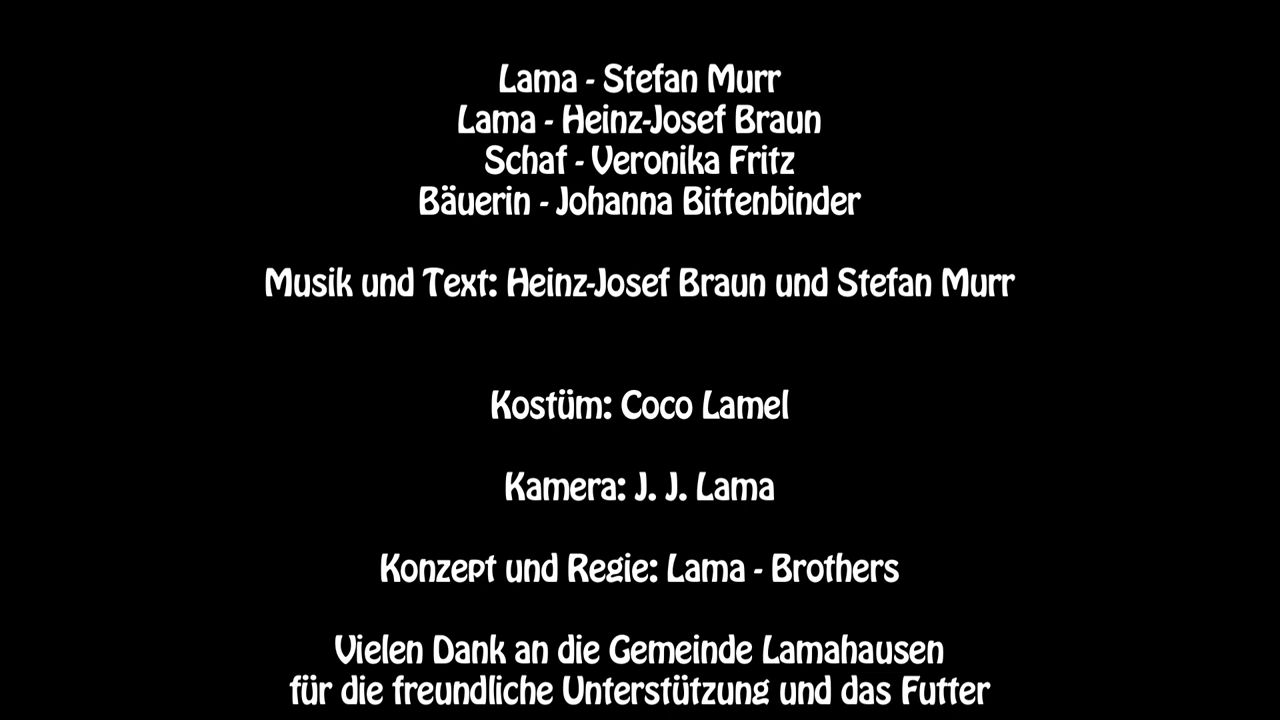 Lama - Stefan Murr
Lama - Heinz-Josef Braun
Schaf - Veronika Fritz
Bäuerin - Johanna Bittenbinder
Musik und Text: Heinz-Josef Braun und Stefan Murr
Kostüm: Coco Lamel
Kamera: J. J. Lama
Konzept und Regie: Lama - Brothers
Vielen Dank an die Gemeinde Lamahausen
für die freundliche Unterstützung und das Futter